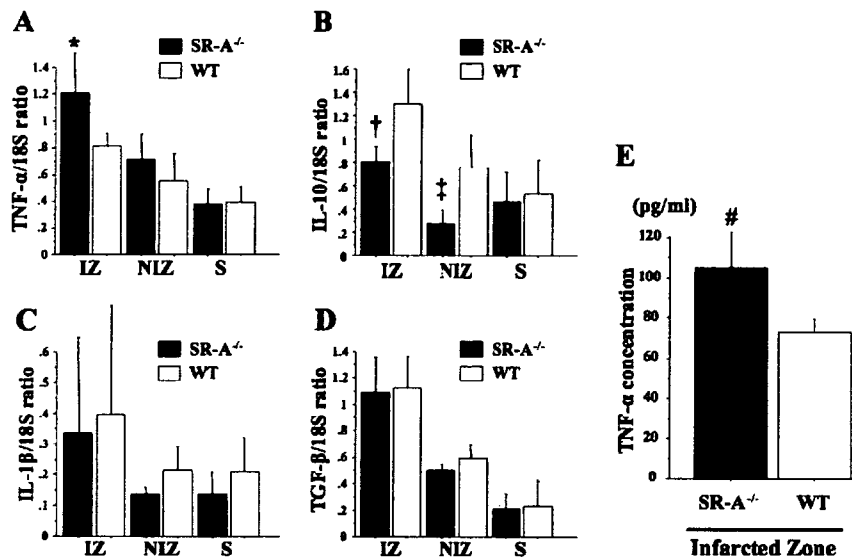 A
*
SR-A-/-
WT
TNF-α/18S ratio
1.4
1.2
1
.8
.6
.4
.2
0
IZ NIZ S
B
†
‡
SR-A-/-
WT
IL-10/18S ratio
1.6
1.4
1.2
1
.8
.6
.4
.2
0
IZ NIZ S
C
SR-A-/-
WT
IL-1β/18S ratio
.6
.5
.4
.3
.2
.1
0
IZ NIZ S
D
SR-A-/-
WT
TGF-β/18S ratio
1.4
1.2
1
.8
.6
.4
.2
0
IZ NIZ S
E
(pg/ml)
#
TNF-α concentration
120
100
80
60
40
20
0
SR-A-/- WT
Infarcted Zone